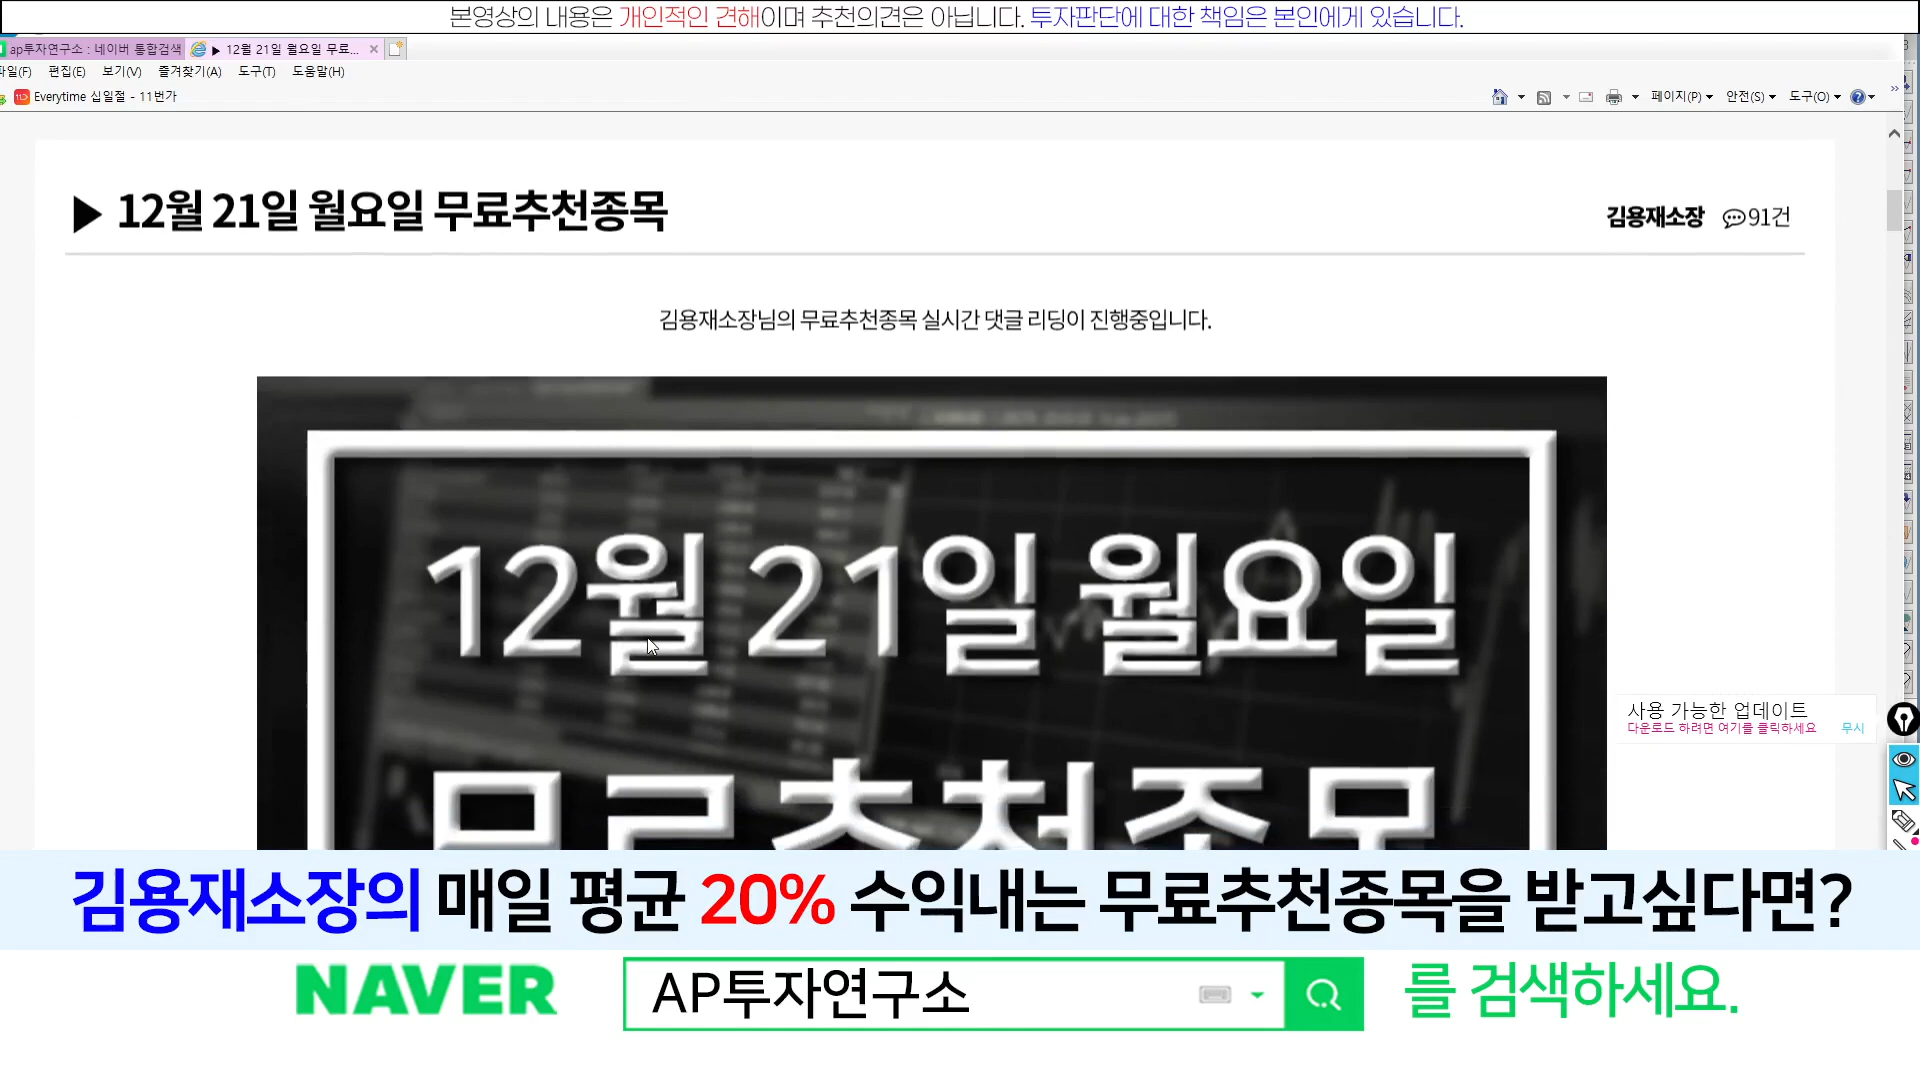 본영상의 내용은 개인적인 견해이며 추천의견은 아닙니다. 투자판단에 대한 책임은 본인에게 있습니다.
ap투자연구소 : 네이버 통합검색
▶ 12월 21일 월요일 무료...
파일(F) 편집(E) 보기(V) 즐겨찾기(A) 도구(T) 도움말(H)
Everytime 십일절 - 11번가
페이지(P) 안전(S) 도구(O)
▶ 12월 21일 월요일 무료추천종목
김용재소장 91건
김용재소장님의 무료추천종목 실시간 댓글 리딩이 진행중입니다.
12월 21일 월요일
무료추천종목
사용 가능한 업데이트
다운로드 하려면 여기를 클릭하세요 무시
김용재소장의 매일 평균 20% 수익내는 무료추천종목을 받고싶다면?
NAVER AP투자연구소 를 검색하세요.